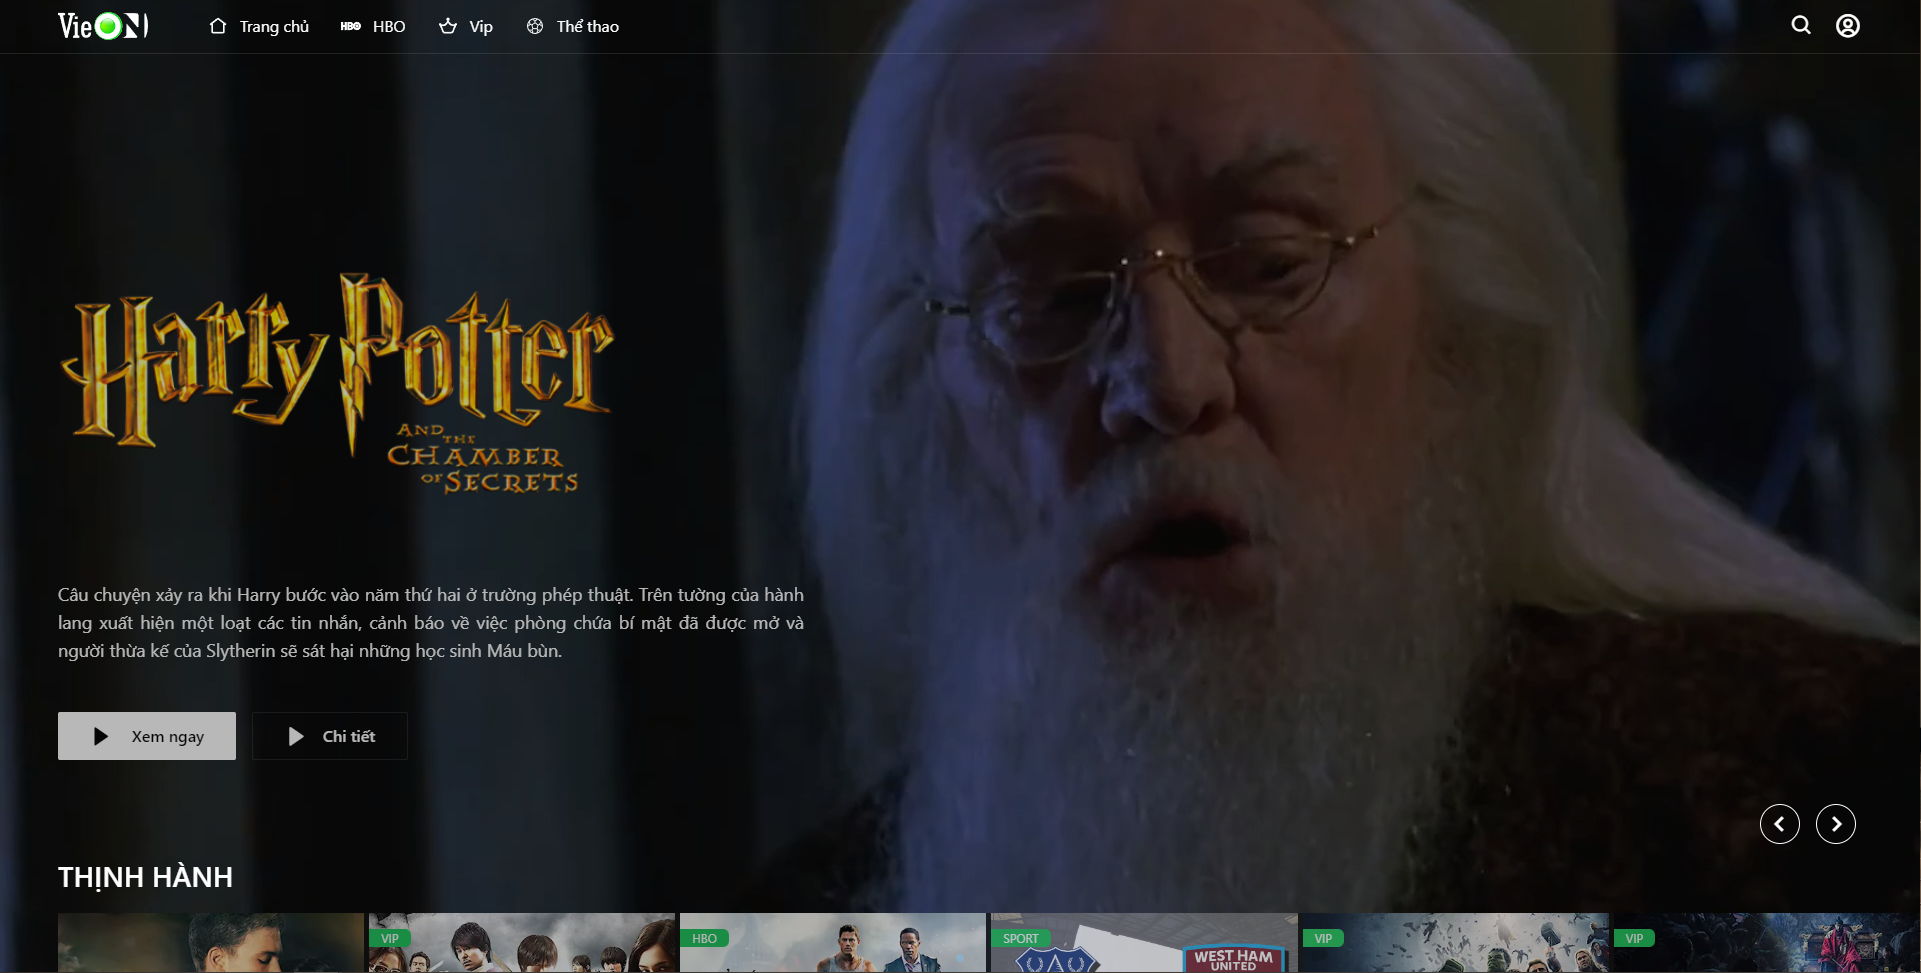 VieON
Trang chủ
HBO HBO
Vip
Thể thao
Harry Potter
AND THE
CHAMBER
OF SECRETS
Câu chuyện xảy ra khi Harry bước vào năm thứ hai ở trường phép thuật. Trên tường của hành
lang xuất hiện một loạt các tin nhắn, cảnh báo về việc phòng chứa bí mật đã được mở và
người thừa kế của Slytherin sẽ sát hại những học sinh Máu bùn.
Xem ngay
Chi tiết
THỊNH HÀNH
VIP
HBO
SPORT
WEST HAM
UNITED
VIP
VIP